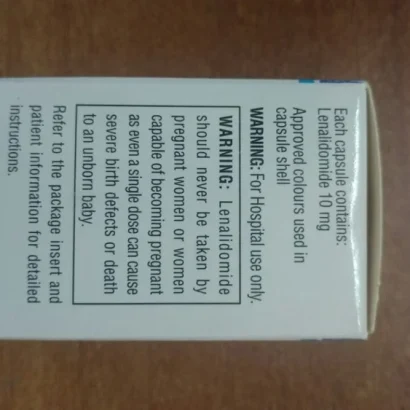 Each capsule contains:
Lenalidomide 10 mg
Approved colours used in
capsule shell
WARNING: For Hospital use only.
WARNING: Lenalidomide
should never be taken by
pregnant women or women
capable of becoming pregnant
as even a single dose can cause
severe birth defects or death
to an unborn baby.
Refer to the package insert and
patient information for detailed
instructions.